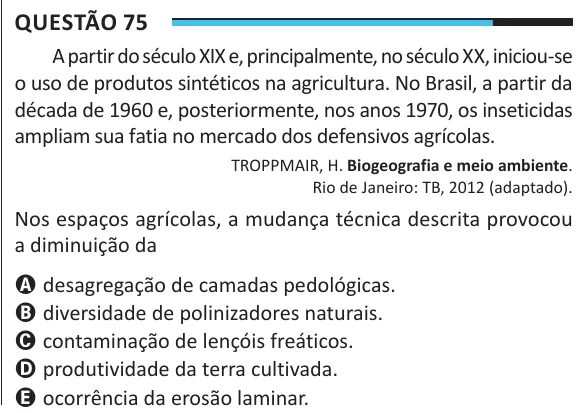 QUESTÃO 75
A partir do século XIX e, principalmente, no século XX, iniciou-se
o uso de produtos sintéticos na agricultura. No Brasil, a partir da
década de 1960 e, posteriormente, nos anos 1970, os inseticidas
ampliam sua fatia no mercado dos defensivos agrícolas.
TROPPMAIR, H. Biogeografia e meio ambiente.
Rio de Janeiro: TB, 2012 (adaptado).
Nos espaços agrícolas, a mudança técnica descrita provocou
a diminuição da
A desagregação de camadas pedológicas.
B diversidade de polinizadores naturais.
C contaminação de lençóis freáticos.
D produtividade da terra cultivada.
E ocorrência da erosão laminar.